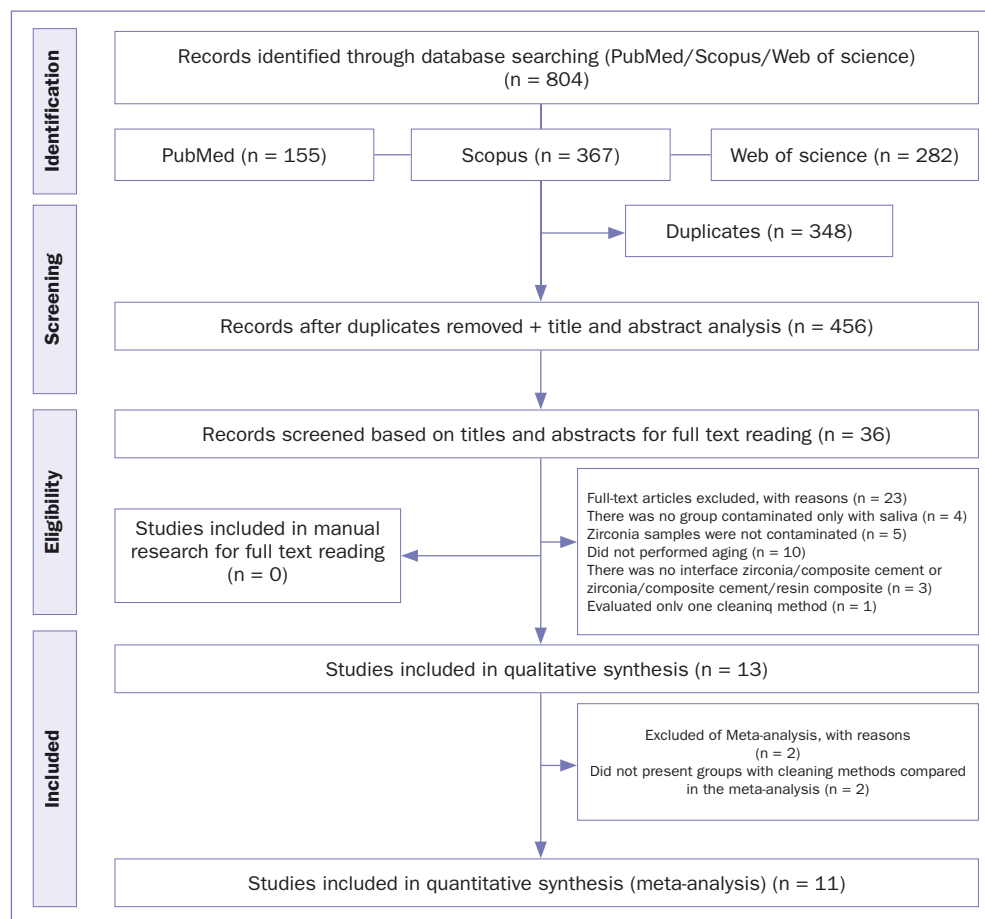 Identification
Records identified through database searching (PubMed/Scopus/Web of science)
(n = 804)
PubMed (n = 155)
Scopus (n = 367)
Web of science (n = 282)
Screening
Duplicates (n = 348)
Records after duplicates removed + title and abstract analysis (n = 456)
Eligibility
Records screened based on titles and abstracts for full text reading (n = 36)
Studies included in manual
research for full text reading
(n = 0)
Full-text articles excluded, with reasons (n = 23)
There was no group contaminated only with saliva (n = 4)
Zirconia samples were not contaminated (n = 5)
Did not performed aging (n = 10)
There was no interface zirconia/composite cement or
zirconia/composite cement/resin composite (n = 3)
Evaluated only one cleaning method (n = 1)
Included
Studies included in qualitative synthesis (n = 13)
Excluded of Meta-analysis, with reasons
(n = 2)
Did not present groups with cleaning methods compared
in the meta-analysis (n = 2)
Studies included in quantitative synthesis (meta-analysis) (n = 11)